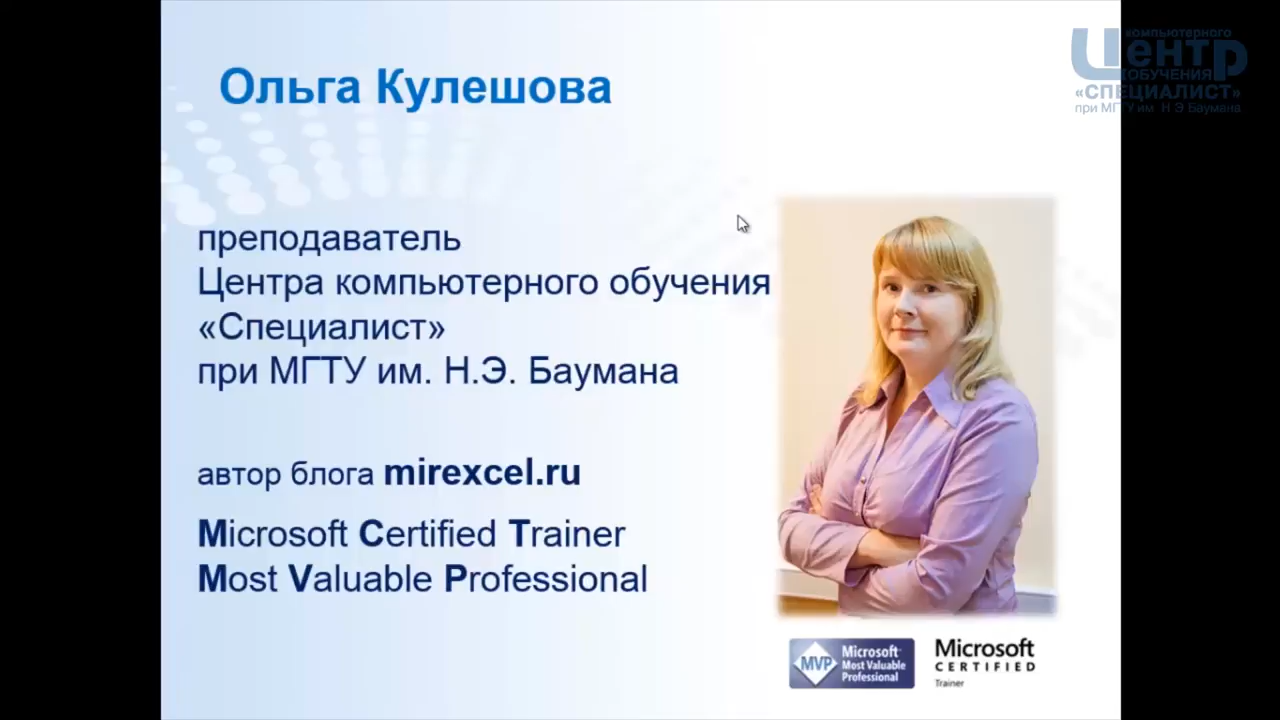 компьютерного
Центр
ОБУЧЕНИЯ
«СПЕЦИАЛИСТ»
при МГТУ им. Н Э Баумана
Ольга Кулешова
преподаватель
Центра компьютерного обучения
«Специалист»
при МГТУ им. Н.Э. Баумана
автор блога mirexcel.ru
Microsoft Certified Trainer
Most Valuable Professional
MVP
Microsoft
Most Valuable
Professional
Microsoft
CERTIFIED
Trainer